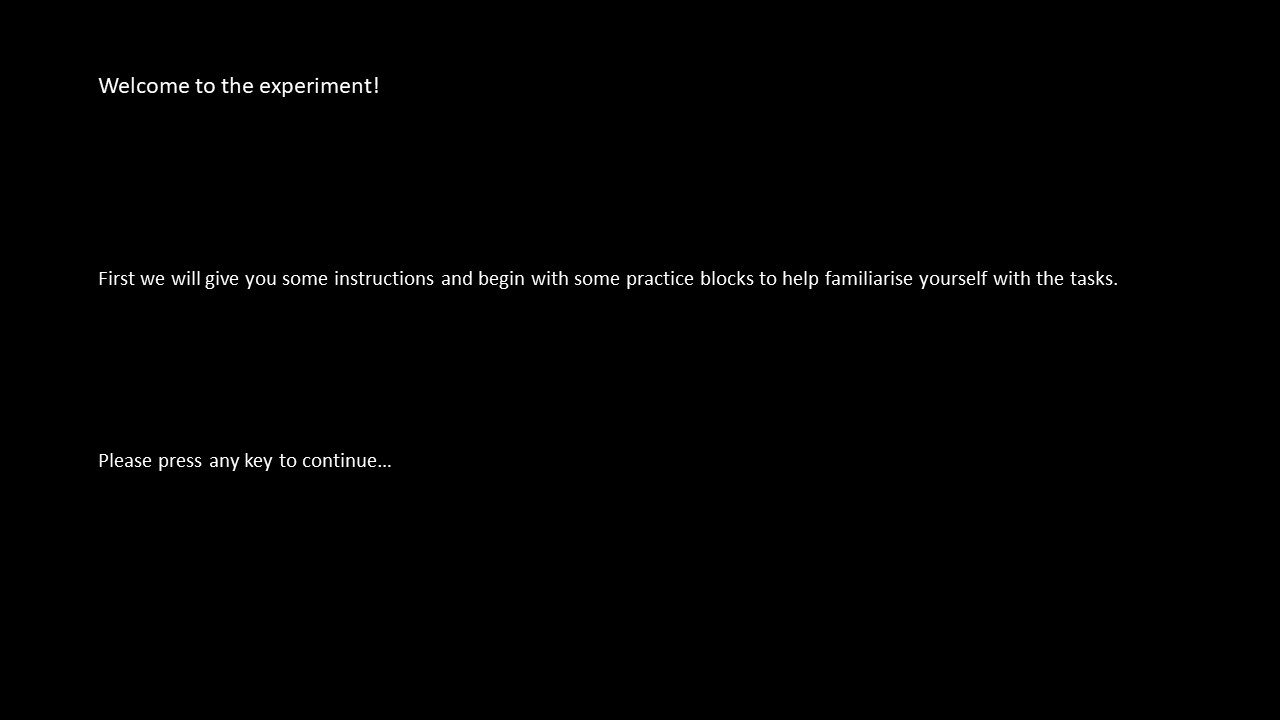 Welcome to the experiment!
First we will give you some instructions and begin with some practice blocks to help familiarise yourself with the tasks.
Please press any key to continue...